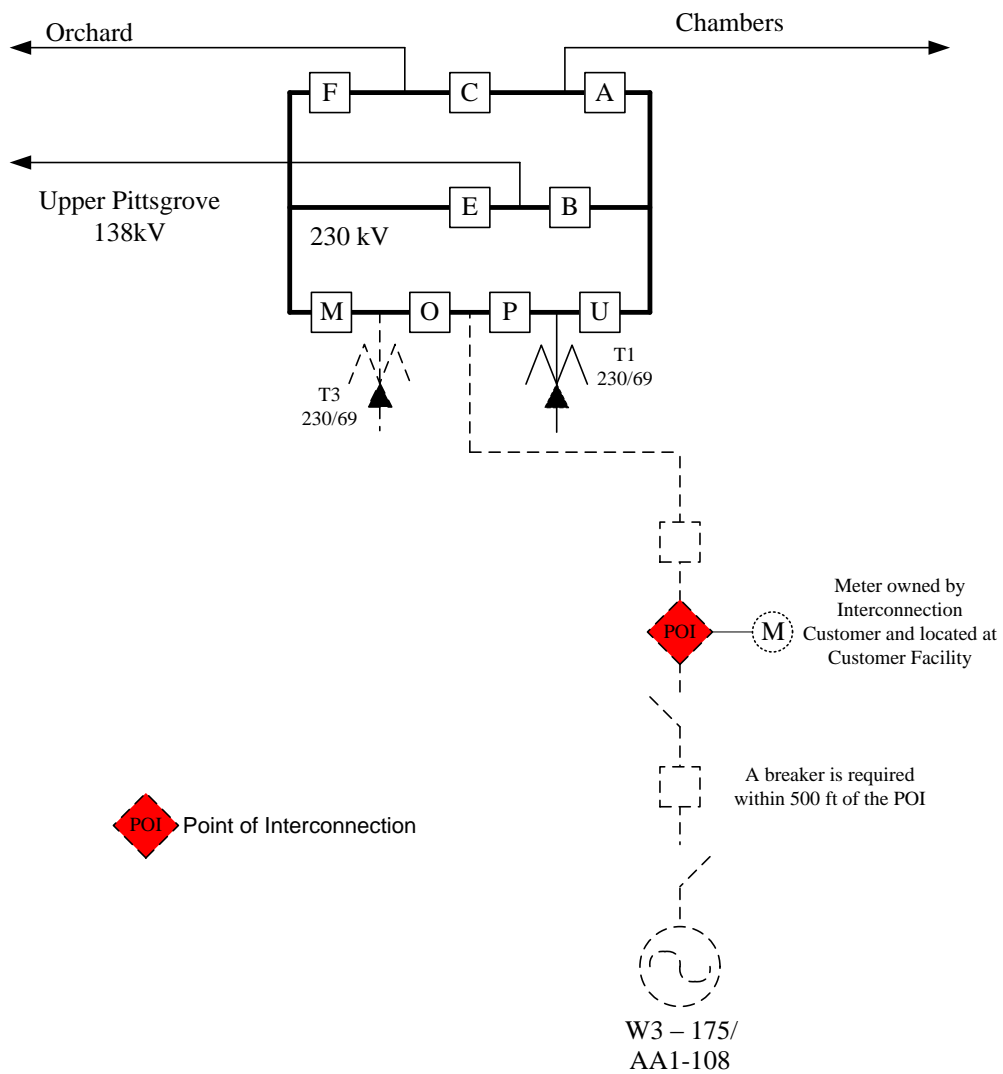 Orchard
Chambers
F
C
A
Upper Pittsgrove
138kV
E
B
230 kV
M
O
P
U
T3
230/69
T1
230/69
POI
M
Meter owned by
Interconnection
Customer and located at
Customer Facility
A breaker is required
within 500 ft of the POI
POI
Point of Interconnection
W3 – 175/
AA1-108